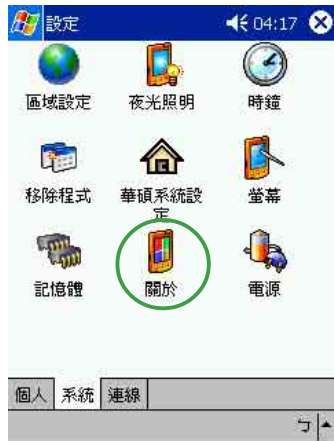 設定 04:17
區域設定 夜光照明 時鐘
移除程式 華碩系統設定 螢幕
記憶體 關於 電源
個人 系統 連線
ㄅ